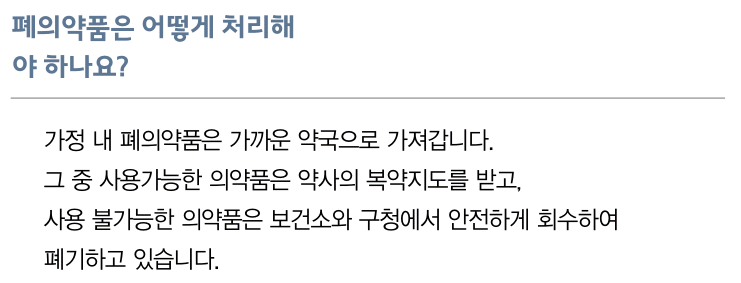 폐의약품은 어떻게 처리해
야 하나요?
가정 내 폐의약품은 가까운 약국으로 가져갑니다.
그 중 사용가능한 의약품은 약사의 복약지도를 받고,
사용 불가능한 의약품은 보건소와 구청에서 안전하게 회수하여
폐기하고 있습니다.